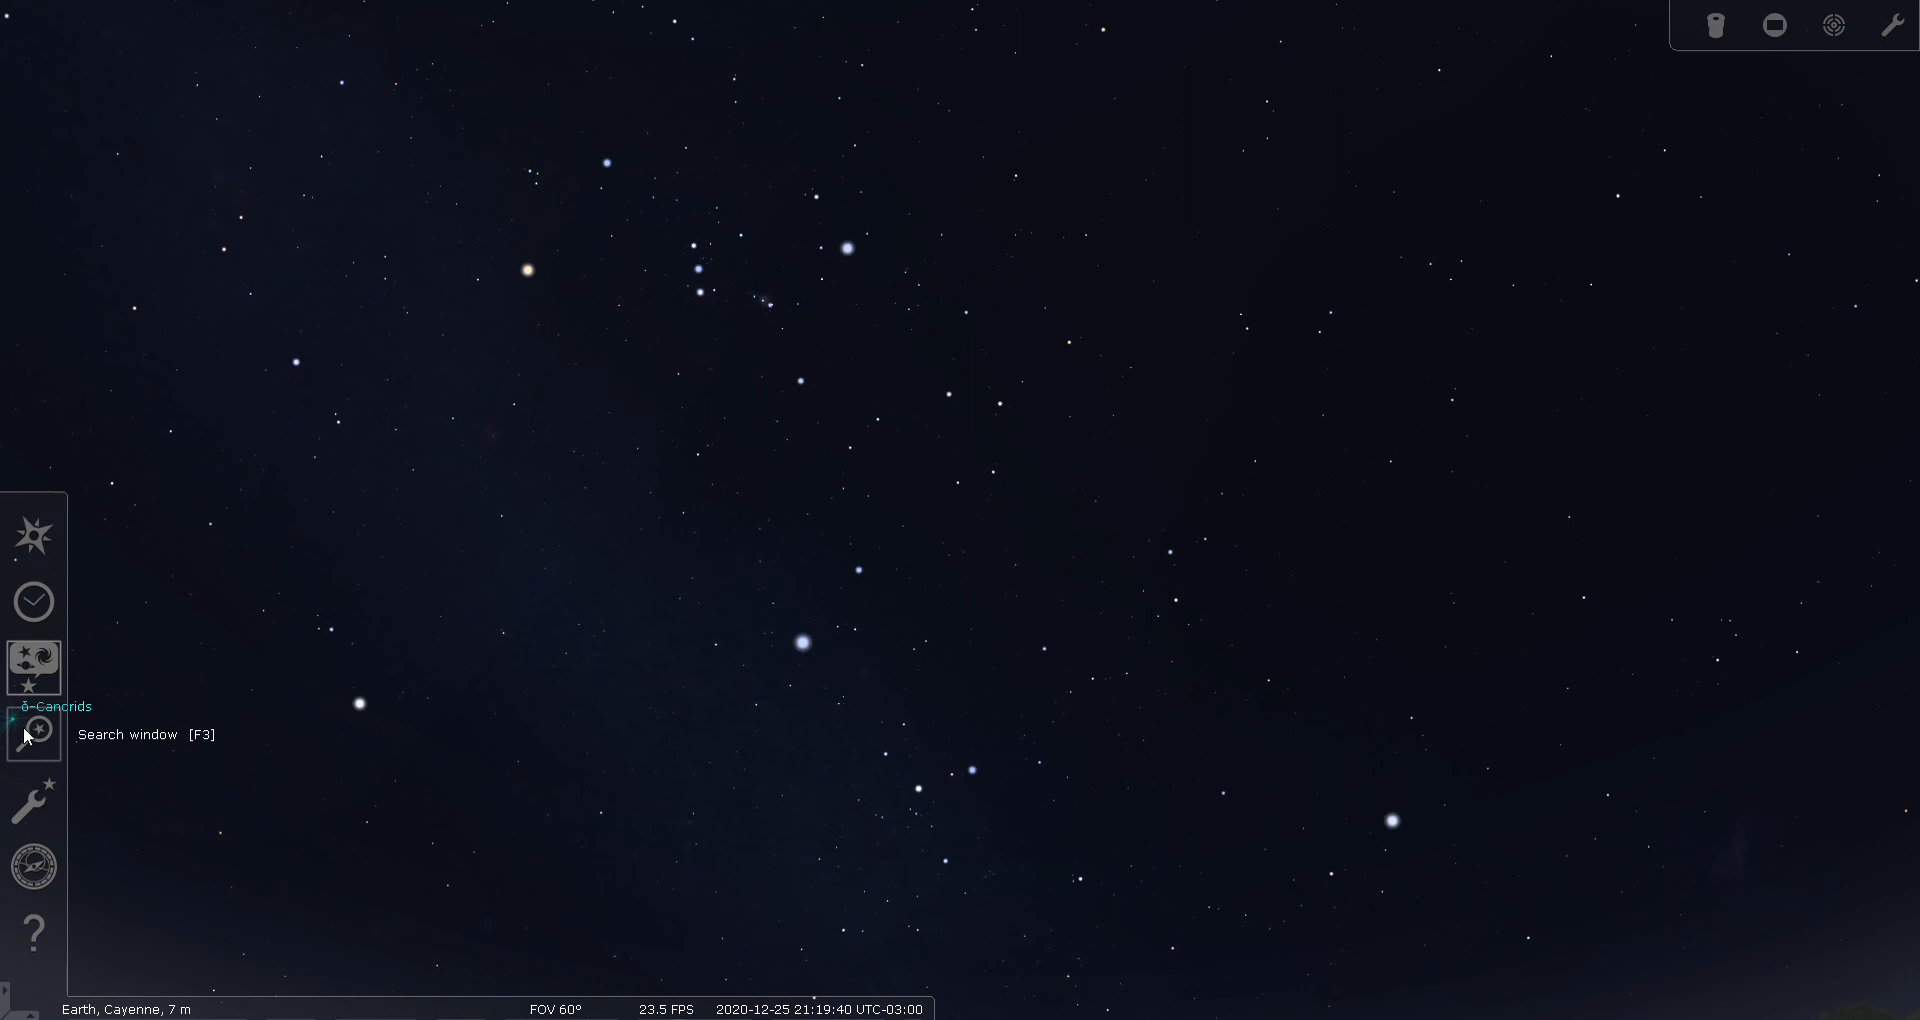 δ-Cancrids
Search window [F3]
Earth, Cayenne, 7 m FOV 60° 23.5 FPS 2020-12-25 21:19:40 UTC-03:00